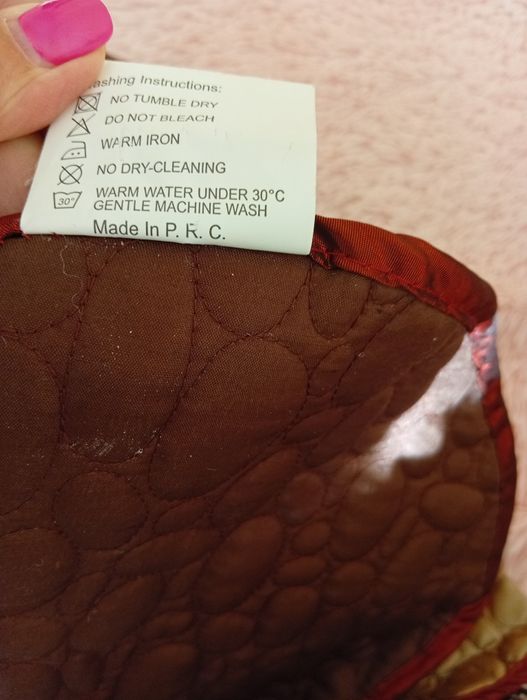 ashing Instructions:
NO TUMBLE DRY
DO NOT BLEACH
WARM IRON
NO DRY-CLEANING
30°
WARM WATER UNDER 30°C
GENTLE MACHINE WASH
Made In P. R. C.